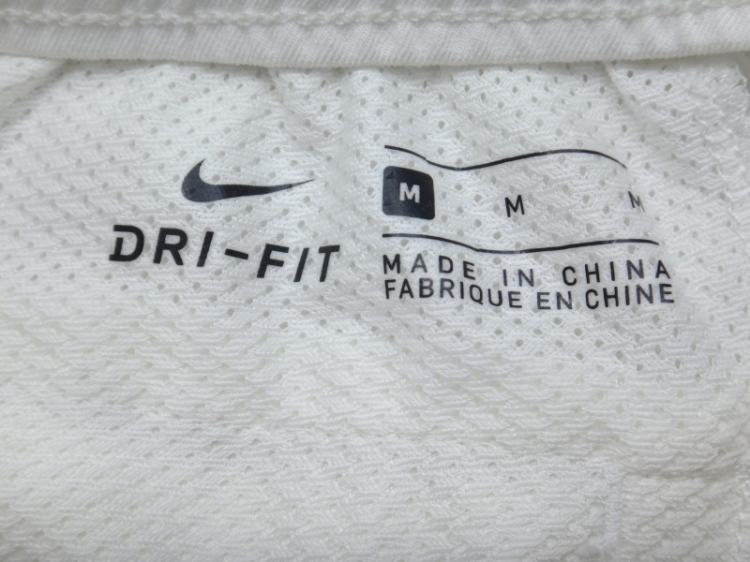 DRI-FIT
M M M
MADE IN CHINA
FABRIQUE EN CHINE